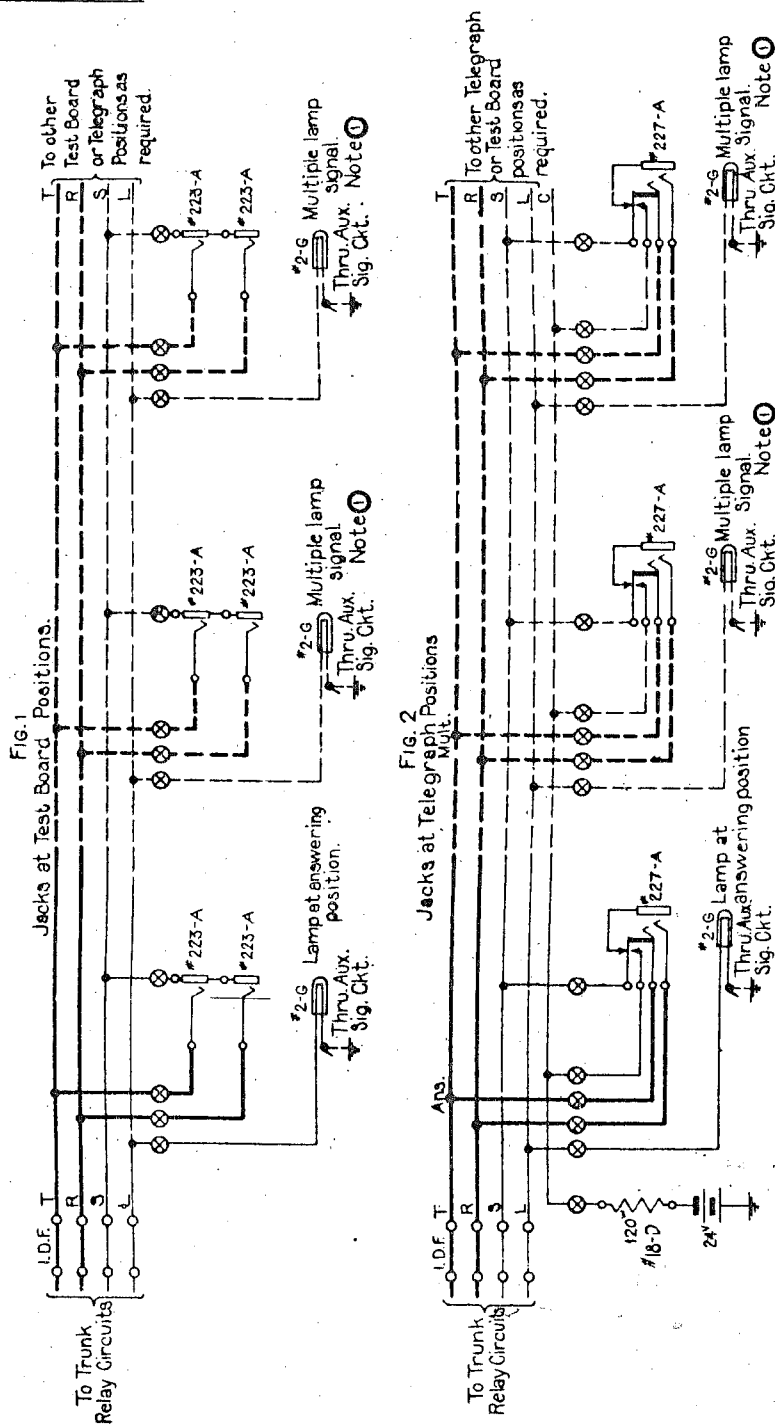 FIG. 1
Jacks at Test Board Positions.
I.D.F.
T
R
S
L
To Trunk
Relay Circuits
#223-A
#223-A
#2-G
Lamp at answering
position.
Thru. Aux.
Sig. Ckt.
#223-A
#223-A
#2-G
Multiple lamp
signal.
Thru. Aux.
Sig. Ckt.
Note 1
#223-A
#223-A
#2-G
Multiple lamp
signal.
Thru. Aux.
Sig. Ckt.
Note 1
T
R
S
L
To other
Test Board
or Telegraph
Positions as
required.
FIG. 2
Jacks at Telegraph Positions
Mult.
Ans.
I.D.F.
T
R
S
L
To Trunk
Relay Circuits
120ω
#18-D
24V
#227-A
#2-G
Lamp at
answering position
Thru. Aux.
Sig. Ckt.
#227-A
#2-G
Multiple lamp
Signal.
Thru. Aux.
Sig. Ckt.
Note 1
#227-A
#2-G
Multiple lamp
Signal.
Thru. Aux.
Sig. Ckt.
Note 1
T
R
S
L
C
To other Telegraph
or Test Board
positions as
required.